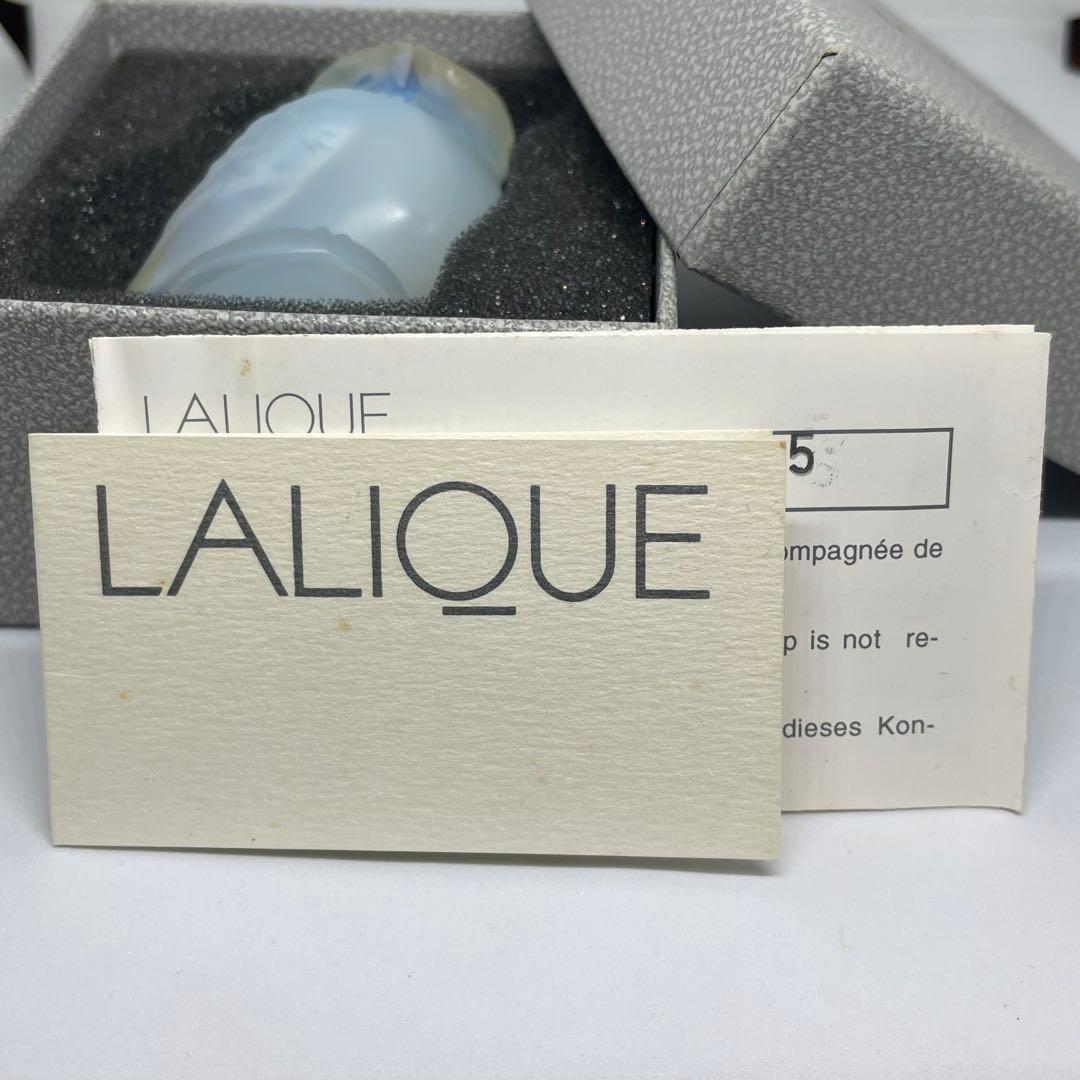 LALIQUE
5
LALIQUE
ompagnée de
p is not re-
dieses Kon-